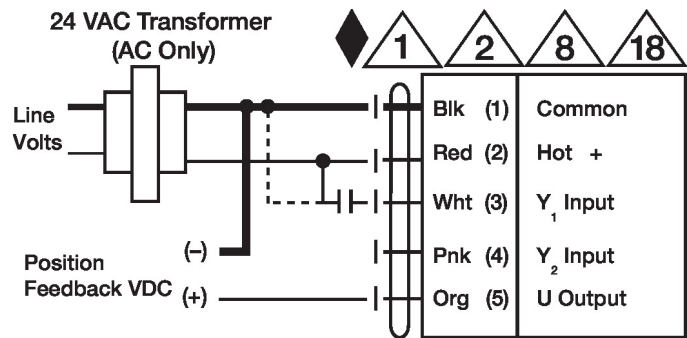 24 VAC Transformer
(AC Only)
1 2 8 18
Line
Volts
Blk (1) Common
Red (2) Hot +
Wht (3) Y1 Input
Pnk (4) Y2 Input
Org (5) U Output
Position
Feedback VDC
(–)
(+)